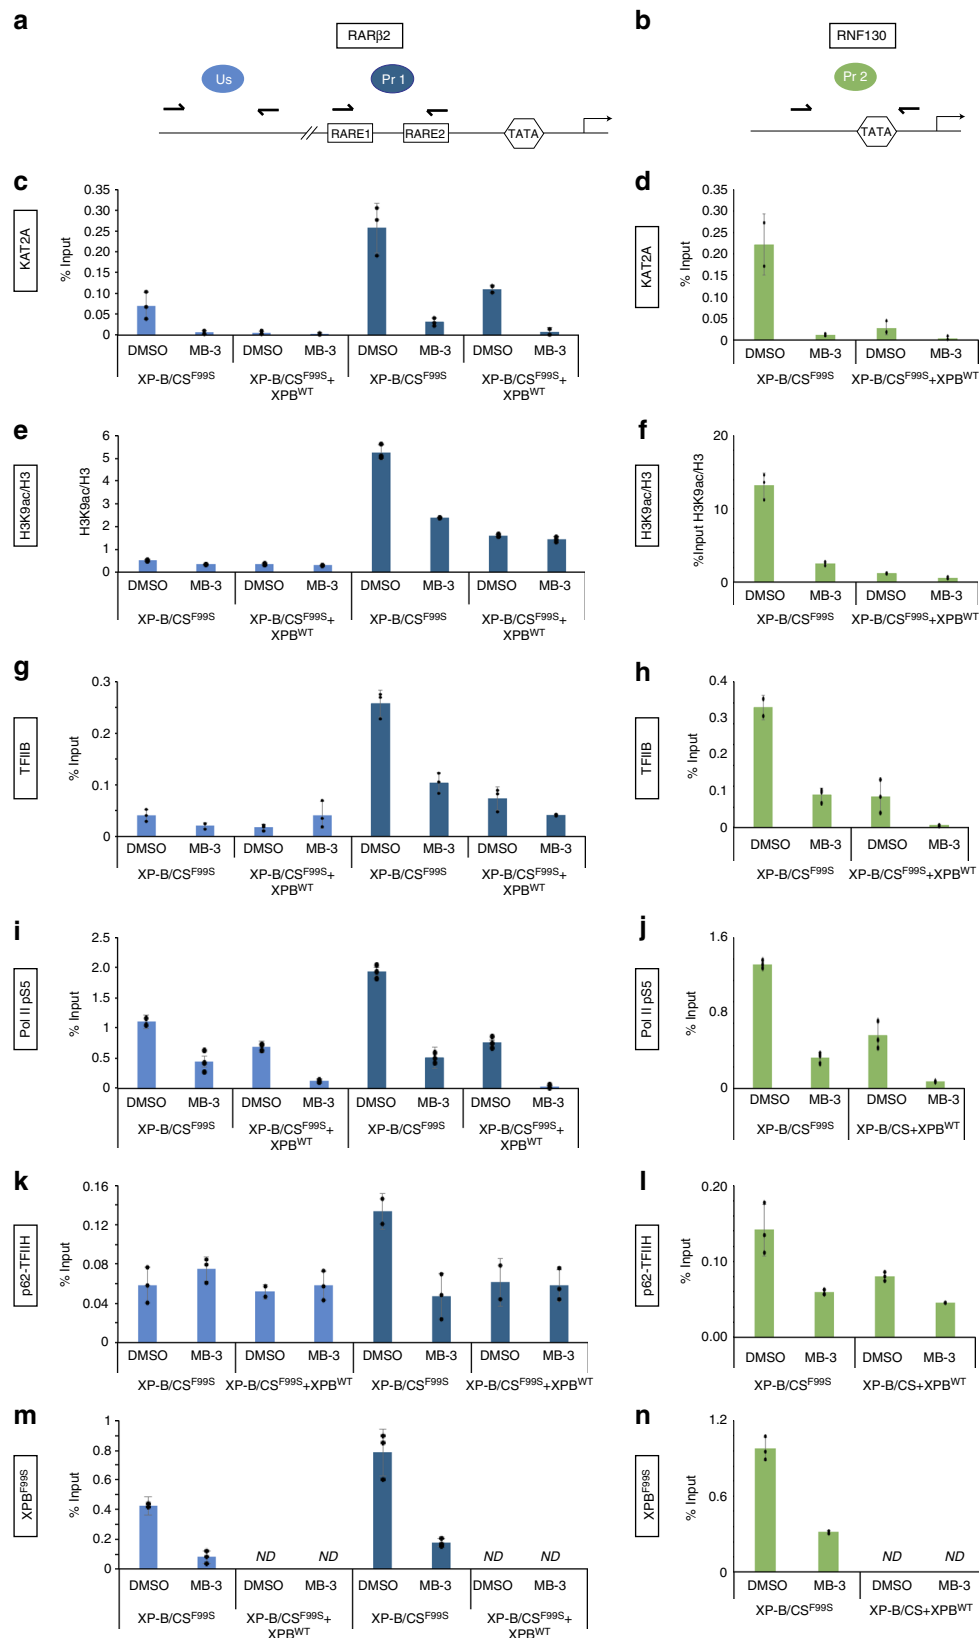 a
RARβ2
Us
Pr 1
RARE1
RARE2
TATA
b
RNF130
Pr 2
TATA
c
KAT2A
% Input
0.35
0.30
0.25
0.20
0.15
0.10
0.05
0
DMSO MB-3 DMSO MB-3 DMSO MB-3 DMSO MB-3
XP-B/CSF99S XP-B/CSF99S+ XP-B/CSF99S XP-B/CSF99S+
XPBWT XPBWT
d
KAT2A
% Input
0.35
0.30
0.25
0.20
0.15
0.10
0.05
0
DMSO MB-3 DMSO MB-3
XP-B/CSF99S XP-B/CSF99S+XPBWT
e
H3K9ac/H3
H3K9ac/H3
6
5
4
3
2
1
0
DMSO MB-3 DMSO MB-3 DMSO MB-3 DMSO MB-3
XP-B/CSF99S XP-B/CSF99S+ XP-B/CSF99S XP-B/CSF99S+
XPBWT XPBWT
f
H3K9ac/H3
%Input H3K9ac/H3
20
10
0
DMSO MB-3 DMSO MB-3
XP-B/CSF99S XP-B/CSF99S+XPBWT
g
TFIIB
% Input
0.3
0.2
0.1
0
DMSO MB-3 DMSO MB-3 DMSO MB-3 DMSO MB-3
XP-B/CSF99S XP-B/CSF99S+ XP-B/CSF99S XP-B/CSF99S+
XPBWT XPBWT
h
TFIIB
% Input
0.4
0.3
0.2
0.1
0
DMSO MB-3 DMSO MB-3
XP-B/CSF99S XP-B/CSF99S+XPBWT
i
Pol II pS5
% Input
2.5
2.0
1.5
1
0.5
0
DMSO MB-3 DMSO MB-3 DMSO MB-3 DMSO MB-3
XP-B/CSF99S XP-B/CSF99S+ XP-B/CSF99S XP-B/CSF99S+
XPBWT XPBWT
j
Pol II pS5
% Input
1.6
0.8
0
DMSO MB-3 DMSO MB-3
XP-B/CSF99S XP-B/CS+XPBWT
k
p62-TFIIH
% Input
0.16
0.12
0.08
0.04
0
DMSO MB-3 DMSO MB-3 DMSO MB-3 DMSO MB-3
XP-B/CSF99S XP-B/CSF99S+XPBWT XP-B/CSF99S XP-B/CSF99S+XPBWT
l
p62-TFIIH
% Input
0.20
0.10
0.00
DMSO MB-3 DMSO MB-3
XP-B/CSF99S XP-B/CS+XPBWT
m
XPBF99S
% Input
1
0.8
0.6
0.4
0.2
0
ND ND ND ND
DMSO MB-3 DMSO MB-3 DMSO MB-3 DMSO MB-3
XP-B/CSF99S XP-B/CSF99S+ XP-B/CSF99S XP-B/CSF99S+
XPBWT XPBWT
n
XPBF99S
% Input
1.2
0.6
0
ND ND
DMSO MB-3 DMSO MB-3
XP-B/CSF99S XP-B/CS+XPBWT